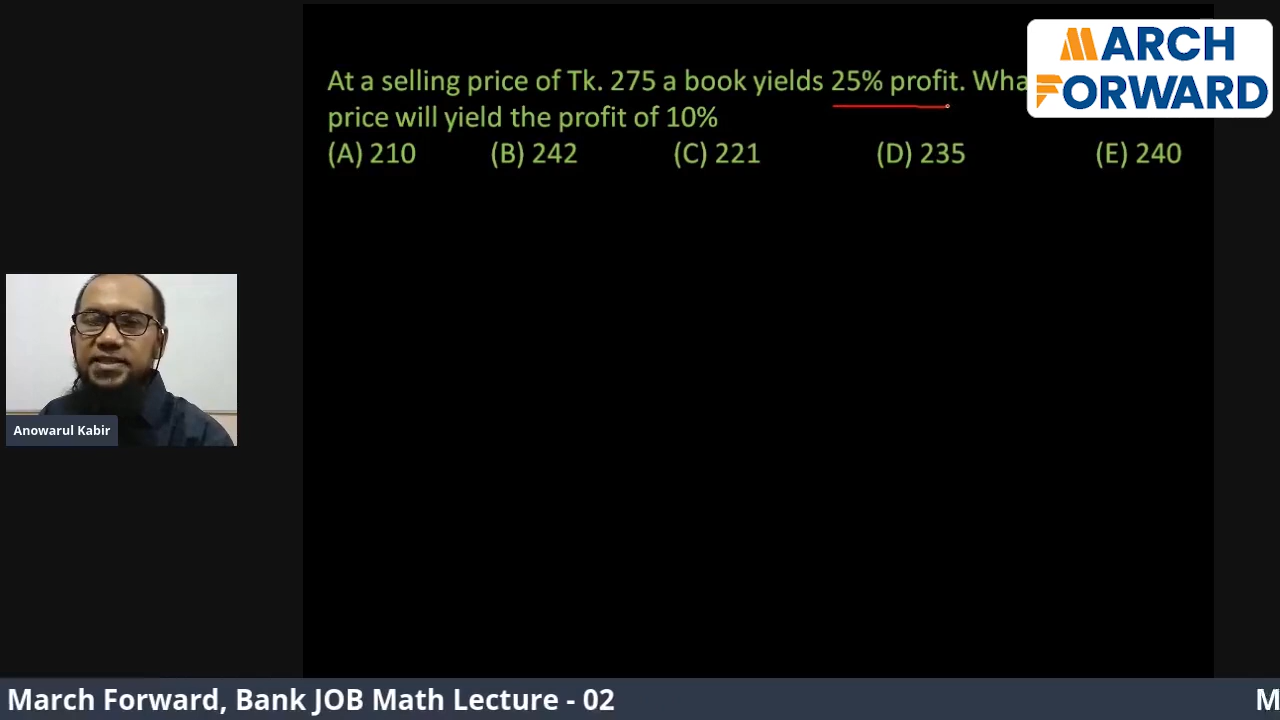 MARCH
FORWARD
At a selling price of Tk. 275 a book yields 25% profit. Wha
price will yield the profit of 10%
(A) 210 (B) 242 (C) 221 (D) 235 (E) 240
Anowarul Kabir
March Forward, Bank JOB Math Lecture - 02 M